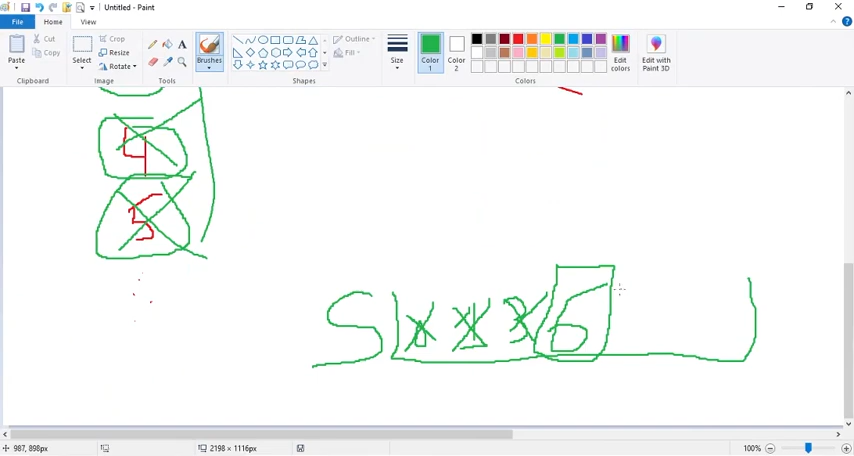 Untitled - Paint
File Home View
Paste
Cut
Copy
Clipboard
Select
Crop
Resize
Rotate
Image
A
Tools
Brushes
Shapes
Outline
Fill
Size
Color
1
Color
2
Colors
Edit
colors
Edit with
Paint 3D
4
5
S 6
987, 898px
2198 × 1116px
100%